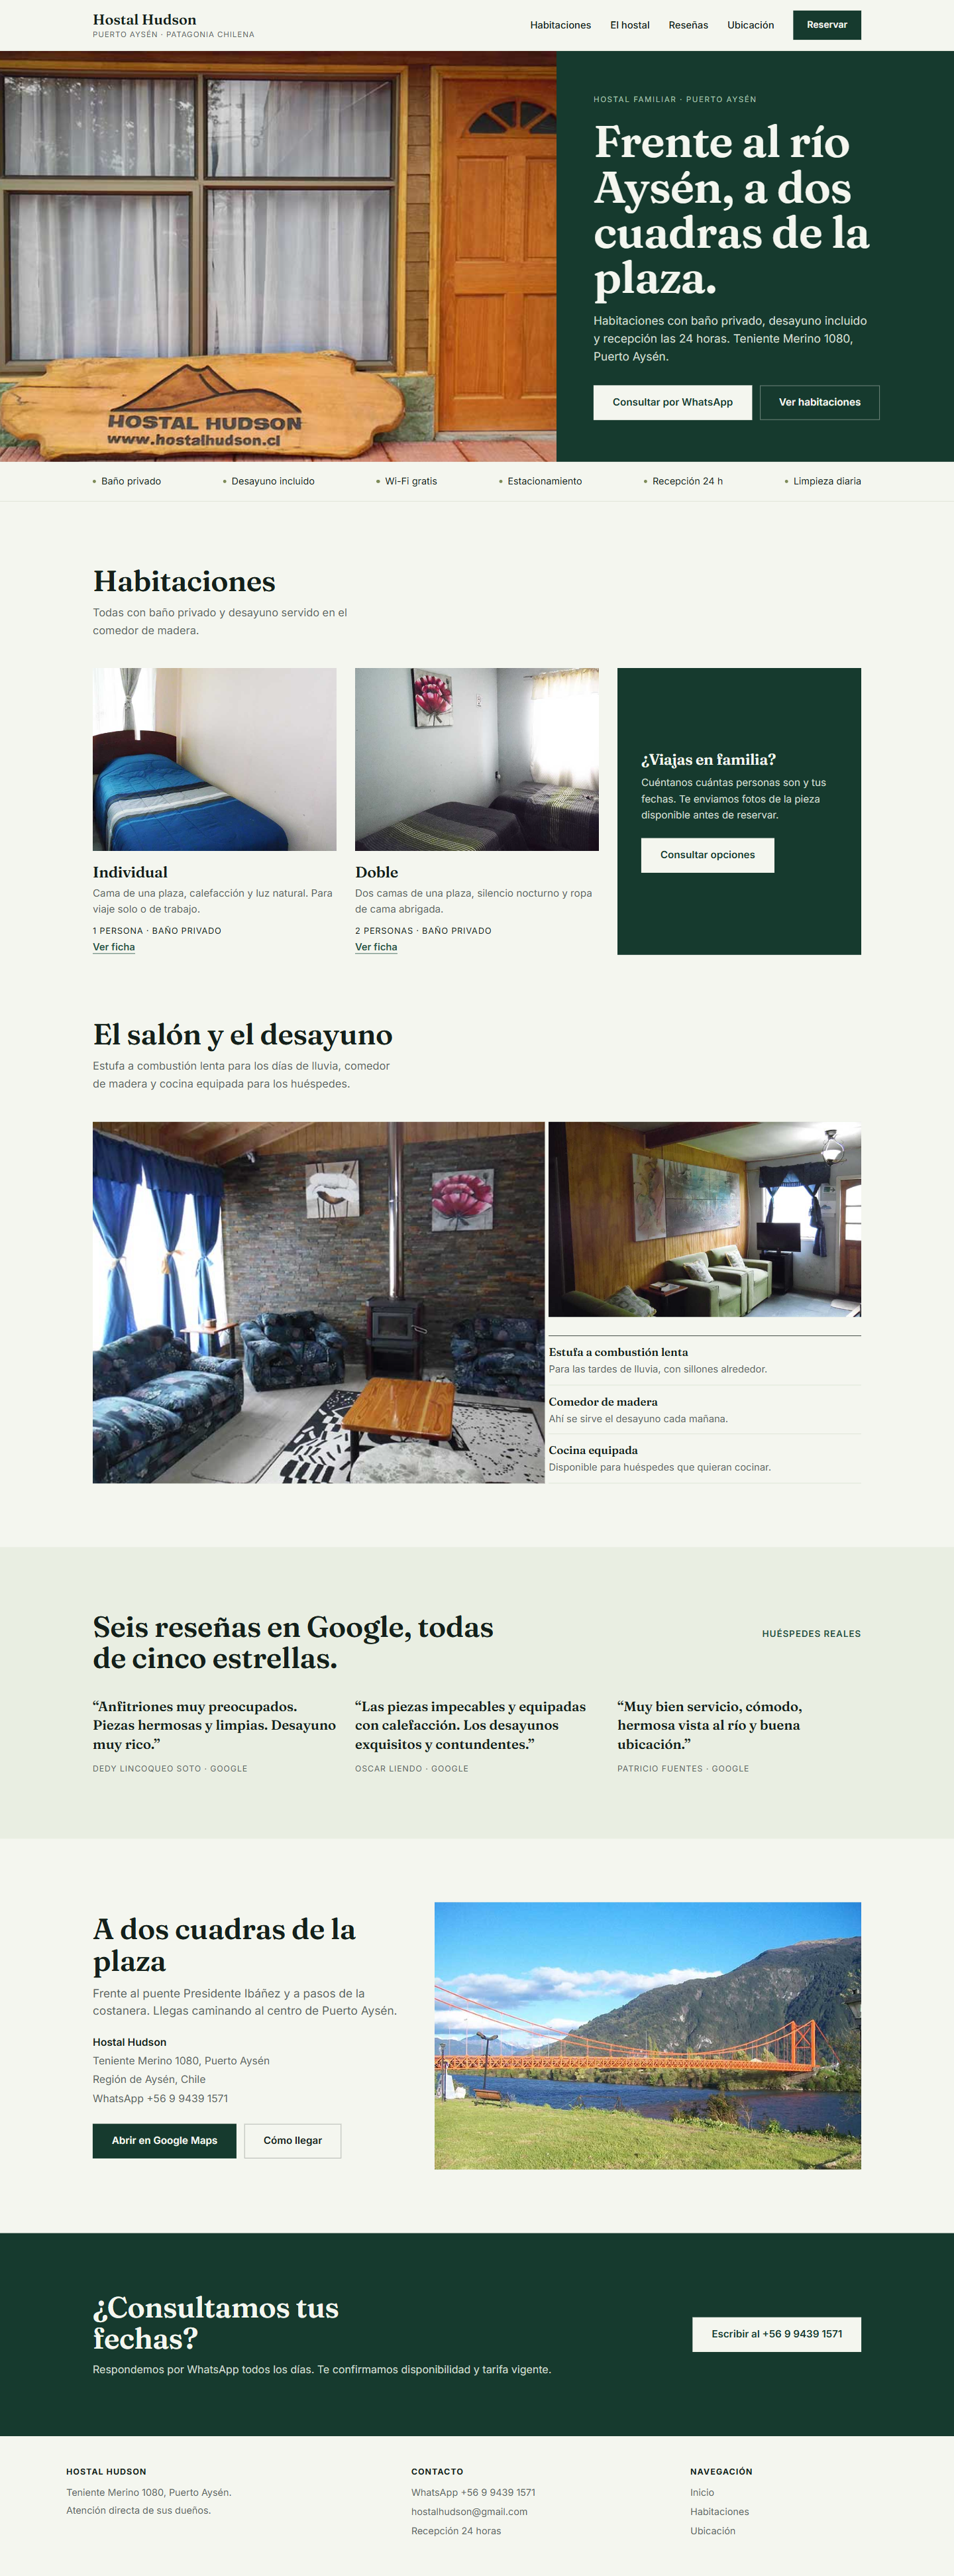 Hostal Hudson
PUERTO AYSÉN · PATAGONIA CHILENA
Habitaciones
El hostal
Reseñas
Ubicación
Reservar
HOSTAL HUDSON
www.hostalhudson.cl
HOSTAL FAMILIAR · PUERTO AYSÉN
Frente al río
Aysén, a dos
cuadras de la
plaza.
Habitaciones con baño privado, desayuno incluido
y recepción las 24 horas. Teniente Merino 1080,
Puerto Aysén.
Consultar por WhatsApp
Ver habitaciones
Baño privado
Desayuno incluido
Wi-Fi gratis
Estacionamiento
Recepción 24 h
Limpieza diaria
Habitaciones
Todas con baño privado y desayuno servido en el
comedor de madera.
Individual
Cama de una plaza, calefacción y luz natural. Para
viaje solo o de trabajo.
1 PERSONA · BAÑO PRIVADO
Ver ficha
Doble
Dos camas de una plaza, silencio nocturno y ropa
de cama abrigada.
2 PERSONAS · BAÑO PRIVADO
Ver ficha
¿Viajas en familia?
Cuéntanos cuántas personas son y tus
fechas. Te enviamos fotos de la pieza
disponible antes de reservar.
Consultar opciones
El salón y el desayuno
Estufa a combustión lenta para los días de lluvia, comedor
de madera y cocina equipada para los huéspedes.
Estufa a combustión lenta
Para las tardes de lluvia, con sillones alrededor.
Comedor de madera
Ahí se sirve el desayuno cada mañana.
Cocina equipada
Disponible para huéspedes que quieran cocinar.
Seis reseñas en Google, todas
de cinco estrellas.
HUÉSPEDES REALES
“Anfitriones muy preocupados.
Piezas hermosas y limpias. Desayuno
muy rico.”
DEDY LINCOQUEO SOTO · GOOGLE
“Las piezas impecables y equipadas
con calefacción. Los desayunos
exquisitos y contundentes.”
OSCAR LIENDO · GOOGLE
“Muy bien servicio, cómodo,
hermosa vista al río y buena
ubicación.”
PATRICIO FUENTES · GOOGLE
A dos cuadras de la
plaza
Frente al puente Presidente Ibáñez y a pasos de la
costanera. Llegas caminando al centro de Puerto Aysén.
Hostal Hudson
Teniente Merino 1080, Puerto Aysén
Región de Aysén, Chile
WhatsApp +56 9 9439 1571
Abrir en Google Maps
Cómo llegar
¿Consultamos tus
fechas?
Respondemos por WhatsApp todos los días. Te confirmamos disponibilidad y tarifa vigente.
Escribir al +56 9 9439 1571
HOSTAL HUDSON
Teniente Merino 1080, Puerto Aysén.
Atención directa de sus dueños.
CONTACTO
WhatsApp +56 9 9439 1571
hostalhudson@gmail.com
Recepción 24 horas
NAVEGACIÓN
Inicio
Habitaciones
Ubicación